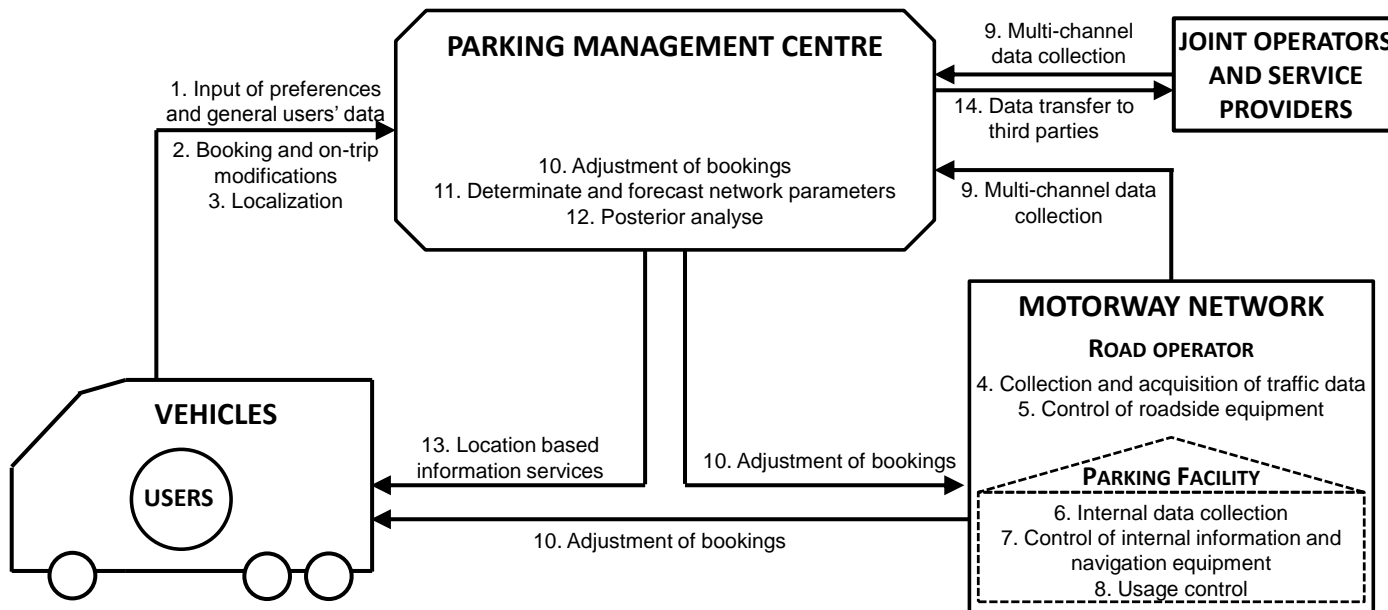 PARKING MANAGEMENT CENTRE
10. Adjustment of bookings
11. Determinate and forecast network parameters
12. Posterior analyse
9. Multi-channel
data collection
14. Data transfer to
third parties
JOINT OPERATORS
AND SERVICE
PROVIDERS
1. Input of preferences
and general users' data
2. Booking and on-trip
modifications
3. Localization
9. Multi-channel data
collection
MOTORWAY NETWORK
ROAD OPERATOR
4. Collection and acquisition of traffic data
5. Control of roadside equipment
PARKING FACILITY
6. Internal data collection
7. Control of internal information and
navigation equipment
8. Usage control
VEHICLES
USERS
13. Location based
information services
10. Adjustment of bookings
10. Adjustment of bookings